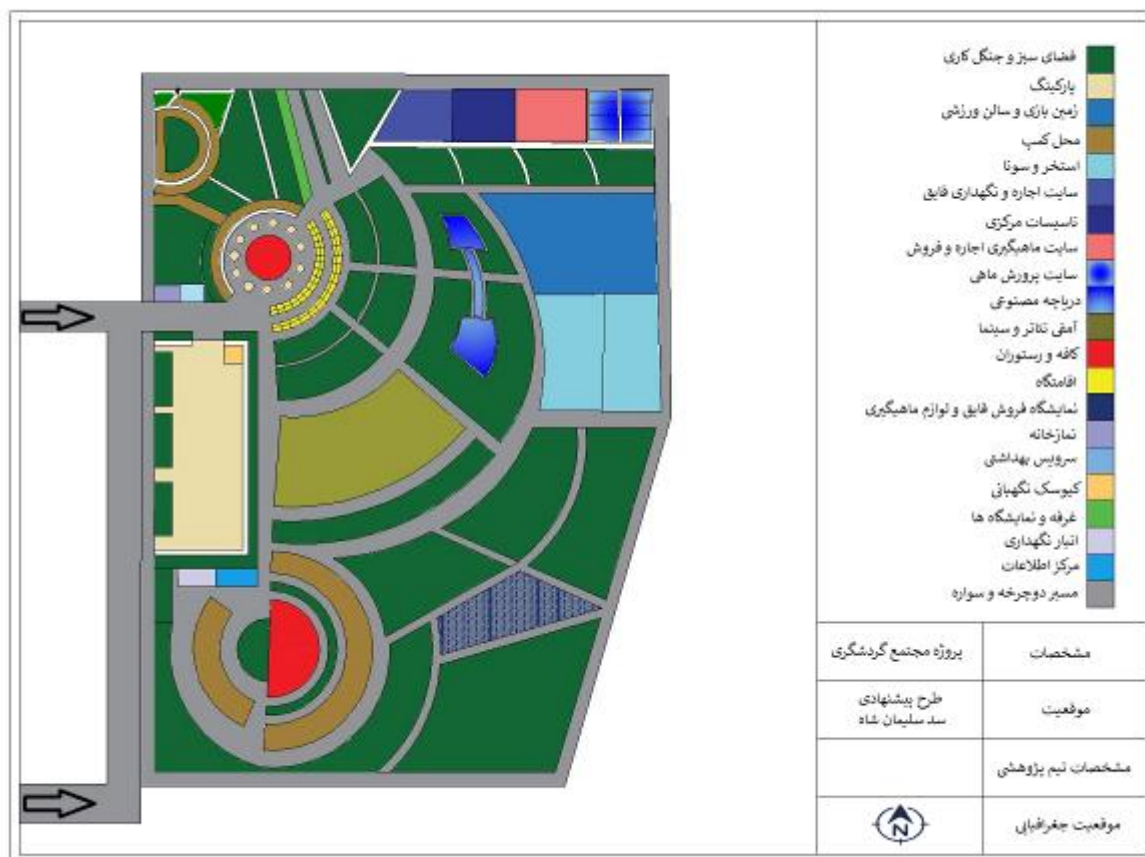 فضای سبز و جنگل کاری
پارکینگ
زمین بازی و سالن ورزشی
محل کمپ
استخر و سونا
سایت اجاره و نگهداری قایق
تاسیسات مرکزی
سایت ماهیگیری اجاره و فروش
سایت پرورش ماهی
دریاچه مصنوعی
آمفی تئاتر و سینما
کافه و رستوران
اقامتگاه
نمایشگاه فروش قایق و لوازم ماهیگیری
نمازخانه
سرویس بهداشتی
کیوسک نگهبانی
غرفه و نمایشگاه ها
انبار نگهداری
مرکز اطلاعات
مسیر دوچرخه و سواره
مشخصات
پروژه مجتمع گردشگری
موقعیت
طرح پیشنهادی
سد سلیمان شاه
مشخصات تیم پژوهشی
موقعیت جغرافیایی
N